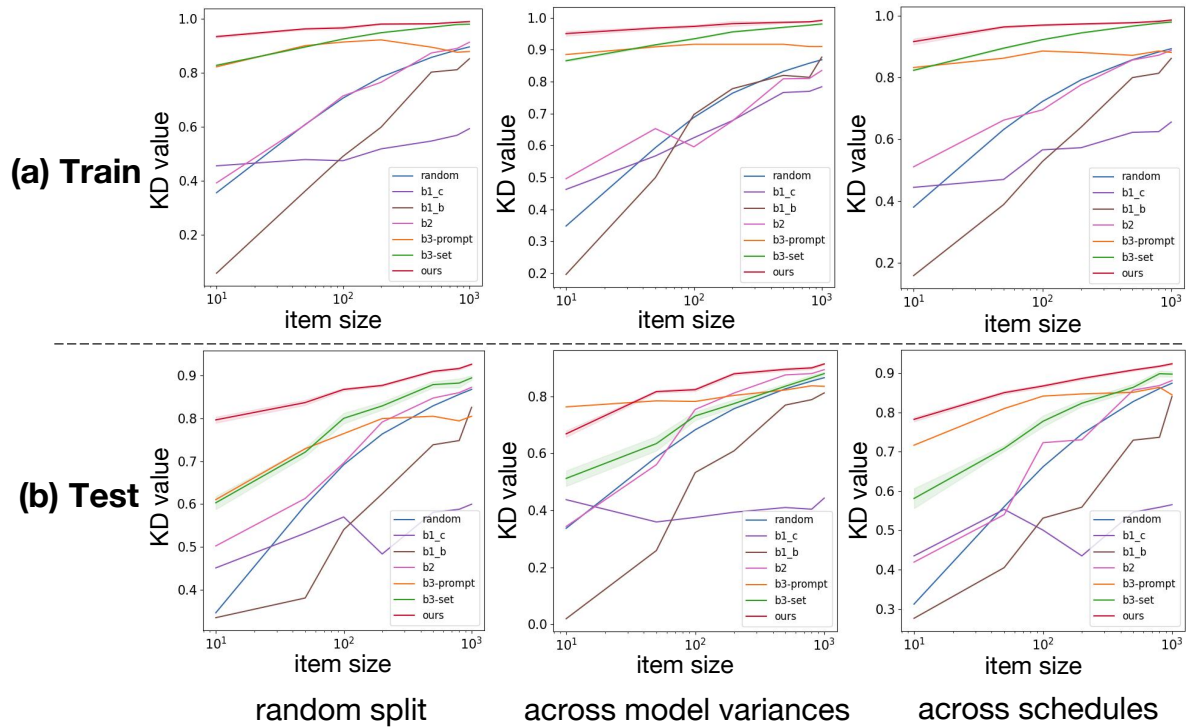 (a) Train
KD value
1.0
0.8
0.6
0.4
0.2
random
b1_c
b1_b
b2
b3-prompt
b3-set
ours
10¹
10²
10³
item size
KD value
1.0
0.9
0.8
0.7
0.6
0.5
0.4
0.3
0.2
random
b1_c
b1_b
b2
b3-prompt
b3-set
ours
10¹
10²
10³
item size
KD value
1.0
0.8
0.6
0.4
0.2
0.0
random
b1_c
b1_b
b2
b3-prompt
b3-set
ours
10¹
10²
10³
item size
(b) Test
KD value
0.9
0.8
0.7
0.6
0.5
0.4
random
b1_c
b1_b
b2
b3-prompt
b3-set
ours
10¹
10²
10³
item size
random split
KD value
0.8
0.6
0.4
0.2
0.0
random
b1_c
b1_b
b2
b3-prompt
b3-set
ours
10¹
10²
10³
item size
across model variances
KD value
0.9
0.8
0.7
0.6
0.5
0.4
0.3
random
b1_c
b1_b
b2
b3-prompt
b3-set
ours
10¹
10²
10³
item size
across schedules